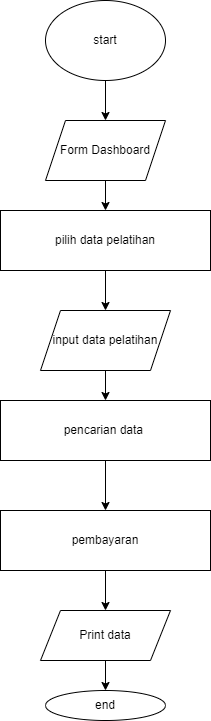 start
Form Dashboard
pilih data pelatihan
input data pelatihan
pencarian data
pembayaran
Print data
end